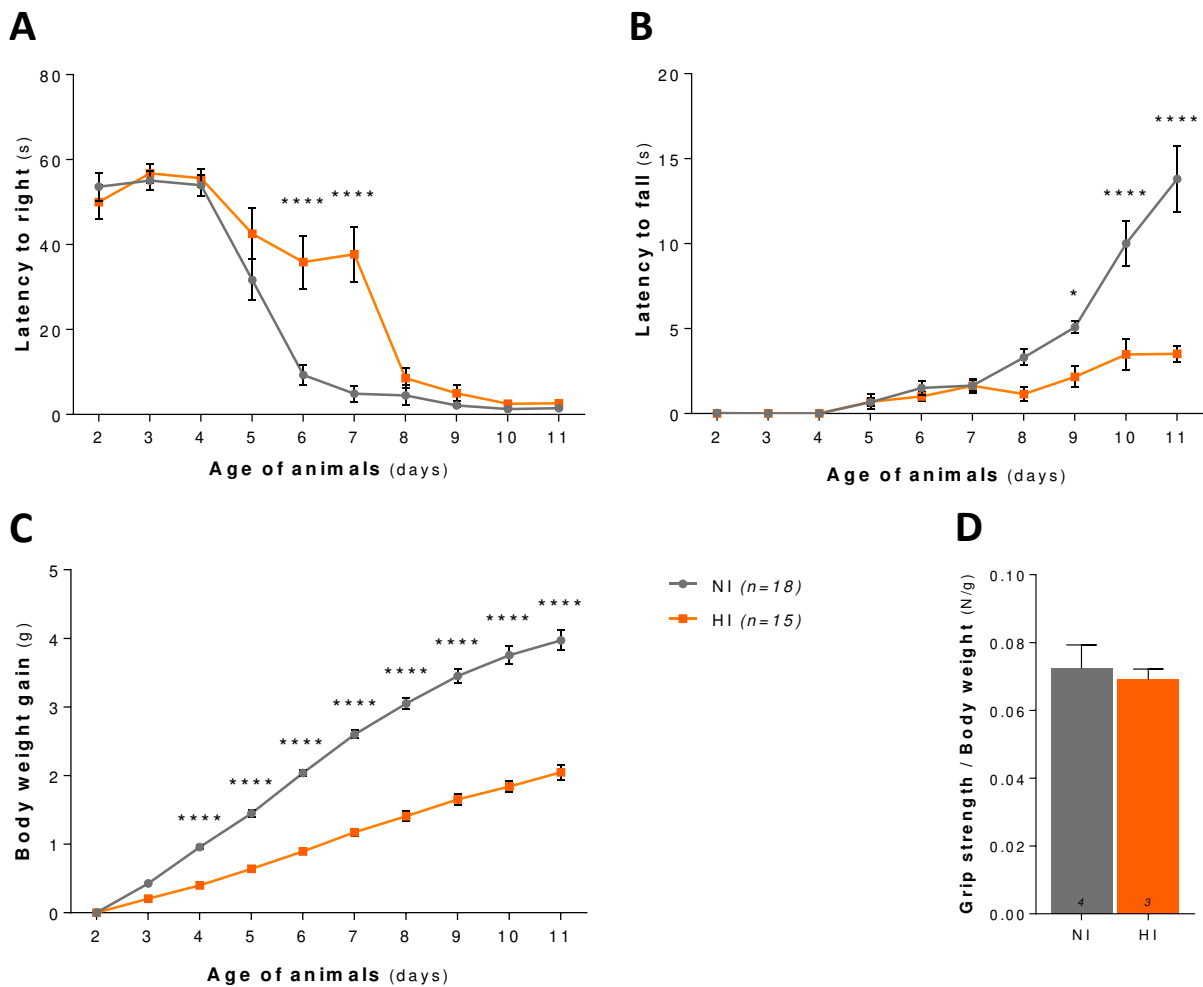 A
Latency to right (s)
80
60
40
20
0
**** ****
2 3 4 5 6 7 8 9 10 11
Age of animals (days)
B
Latency to fall (s)
20
15
10
5
0
****
****
*
2 3 4 5 6 7 8 9 10 11
Age of animals (days)
C
Body weight gain (g)
5
4
3
2
1
0
****
****
****
****
****
****
****
****
2 3 4 5 6 7 8 9 10 11
Age of animals (days)
NI (n=18)
HI (n=15)
D
Grip strength / Body weight (N/g)
0.10
0.08
0.06
0.04
0.02
0.00
4 3
NI HI